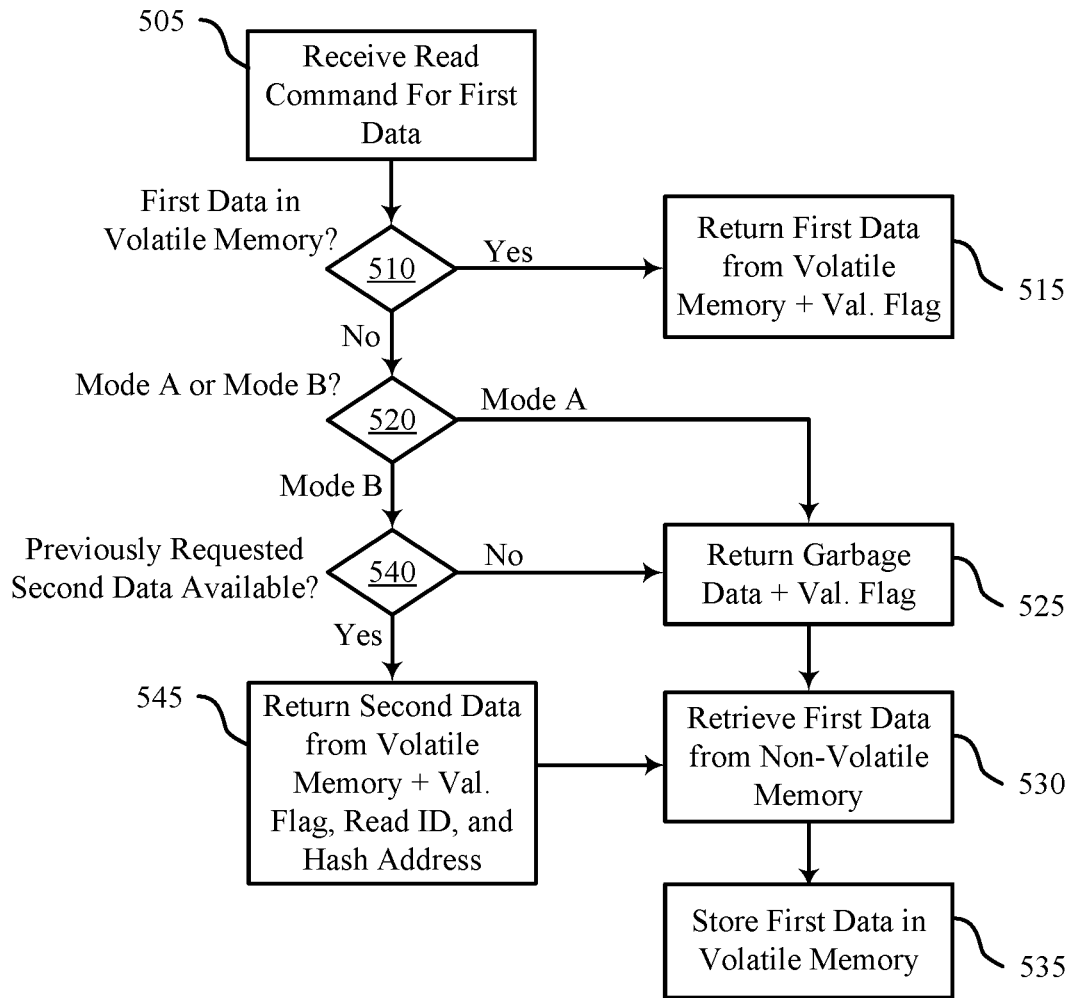 505
Receive Read
Command For First
Data
First Data in
Volatile Memory?
510
Yes
Return First Data
from Volatile
Memory + Val. Flag
515
No
Mode A or Mode B?
520
Mode A
Mode B
Previously Requested
Second Data Available?
540
No
Return Garbage
Data + Val. Flag
525
Yes
545
Return Second Data
from Volatile
Memory + Val.
Flag, Read ID, and
Hash Address
Retrieve First Data
from Non-Volatile
Memory
530
Store First Data in
Volatile Memory
535